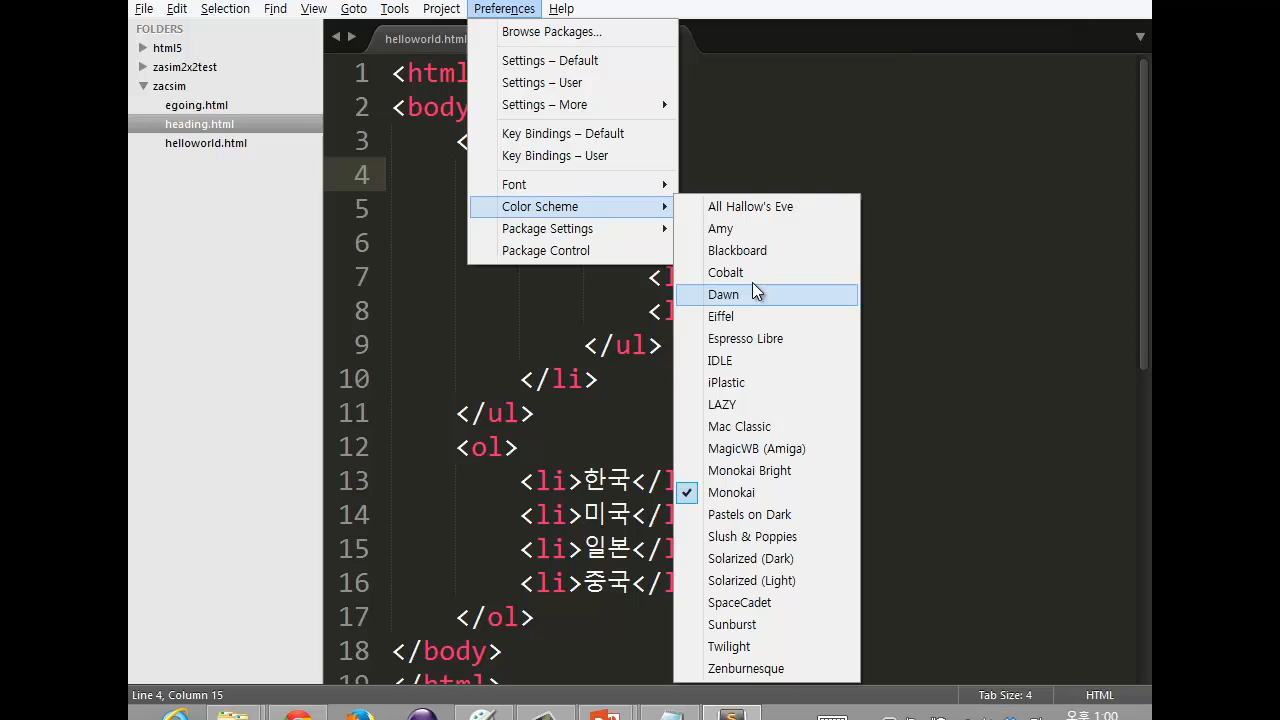 File Edit Selection Find View Goto Tools Project Preferences Help
FOLDERS
html5
zasim2x2test
zacsim
egoing.html
heading.html
helloworld.html
helloworld.html
Browse Packages...
Settings – Default
Settings – User
Settings – More
Key Bindings – Default
Key Bindings – User
Font
Color Scheme
Package Settings
Package Control
All Hallow's Eve
Amy
Blackboard
Cobalt
Dawn
Eiffel
Espresso Libre
IDLE
iPlastic
LAZY
Mac Classic
MagicWB (Amiga)
Monokai Bright
Monokai
Pastels on Dark
Slush & Poppies
Solarized (Dark)
Solarized (Light)
SpaceCadet
Sunburst
Twilight
Zenburnesque
1 <html
2 <body
3 <
4
5
6
7 <l
8 <l
9 </ul>
10 </li>
11 </ul>
12 <ol>
13 <li>한국</l
14 <li>미국</l
15 <li>일본</l
16 <li>중국</l
17 </ol>
18 </body>
19 </html>
Line 4, Column 15 Tab Size: 4 HTML
오후 1:00